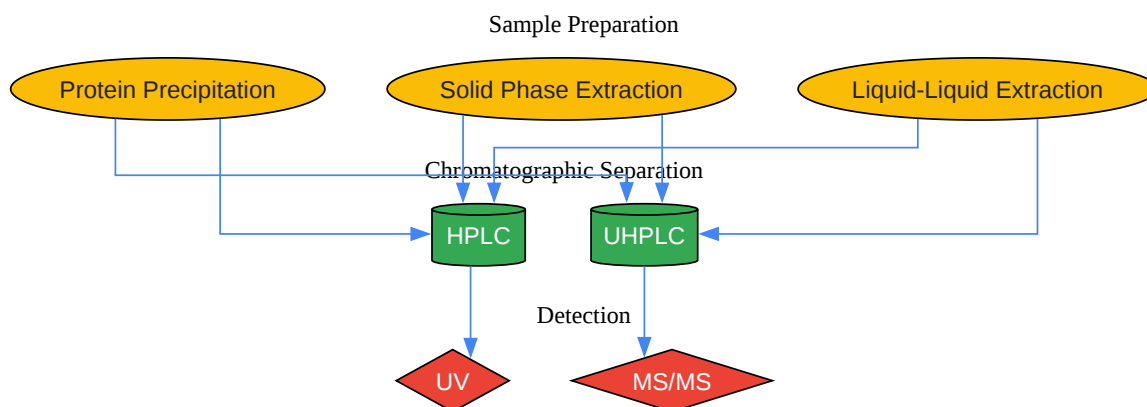 Sample Preparation
Protein Precipitation
Solid Phase Extraction
Liquid-Liquid Extraction
Chromatographic Separation
HPLC
UHPLC
Detection
UV
MS/MS